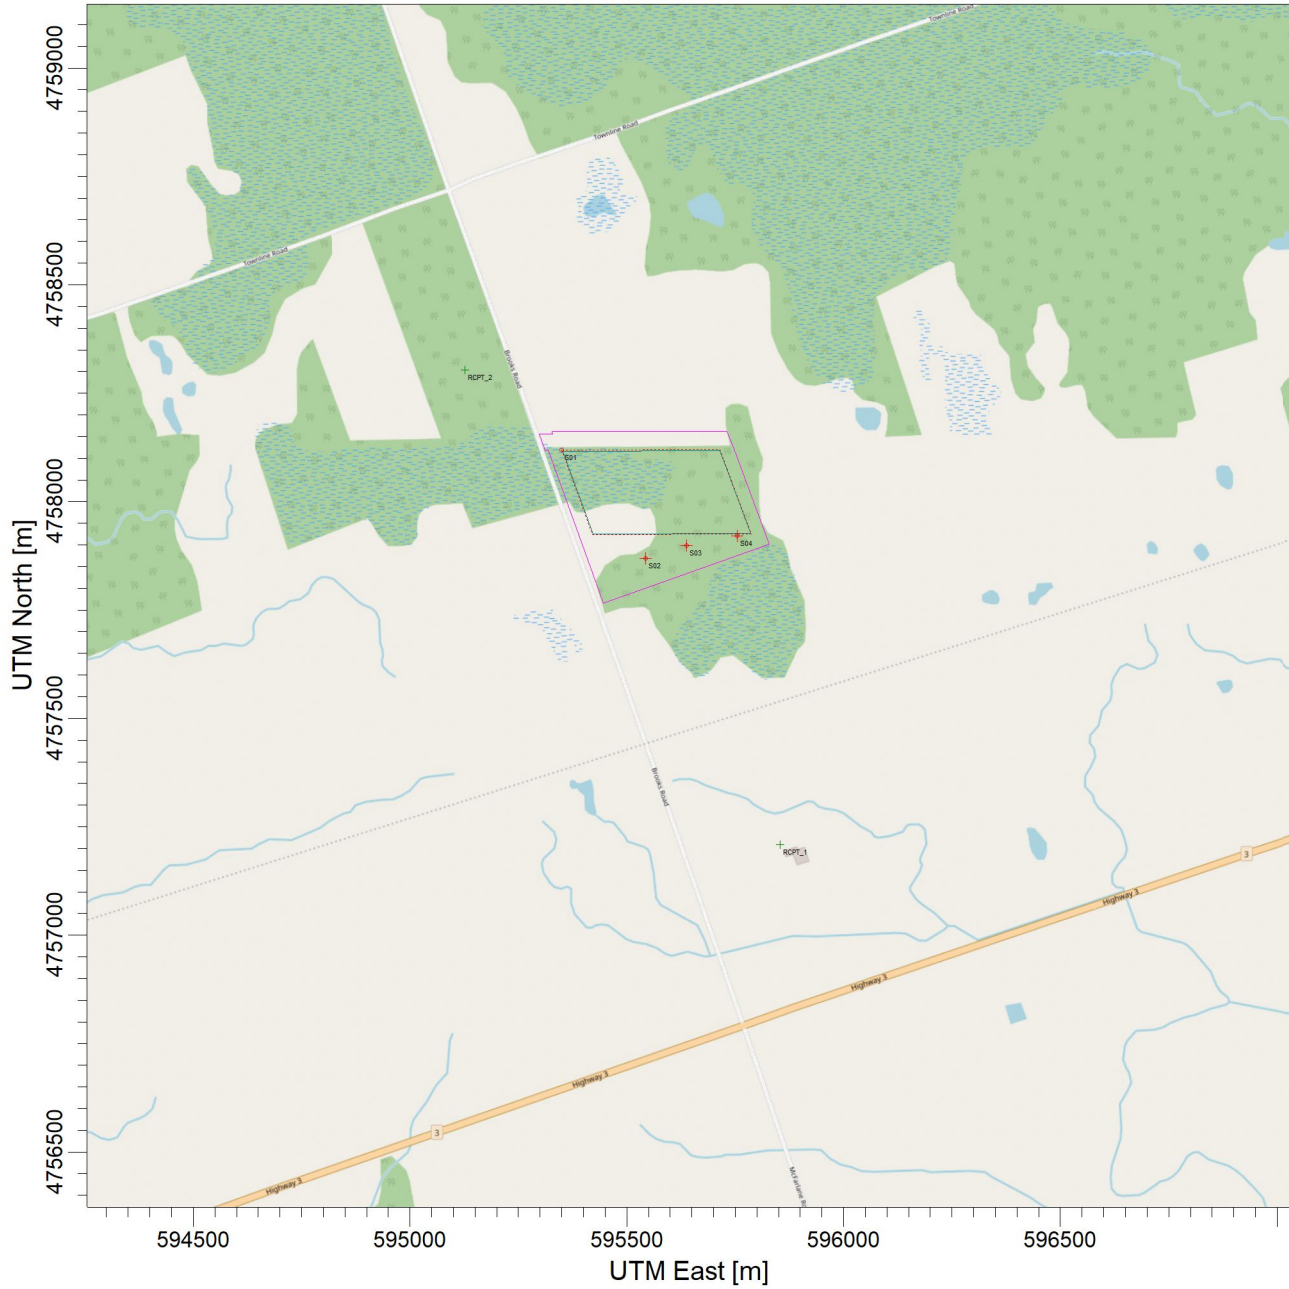 Townline Road
4759000
Townline Road
Townline Road
4758500
Brooks Road
RCPT_2
S01
4758000
S04
S03
S02
UTM North [m]
4757500
Brooks Road
RCPT_1
3
Highway 3
4757000
Highway 3
Highway 3
3
4756500
McFarlane Ro
Highway 3
594500
595000
595500
596000
596500
UTM East [m]